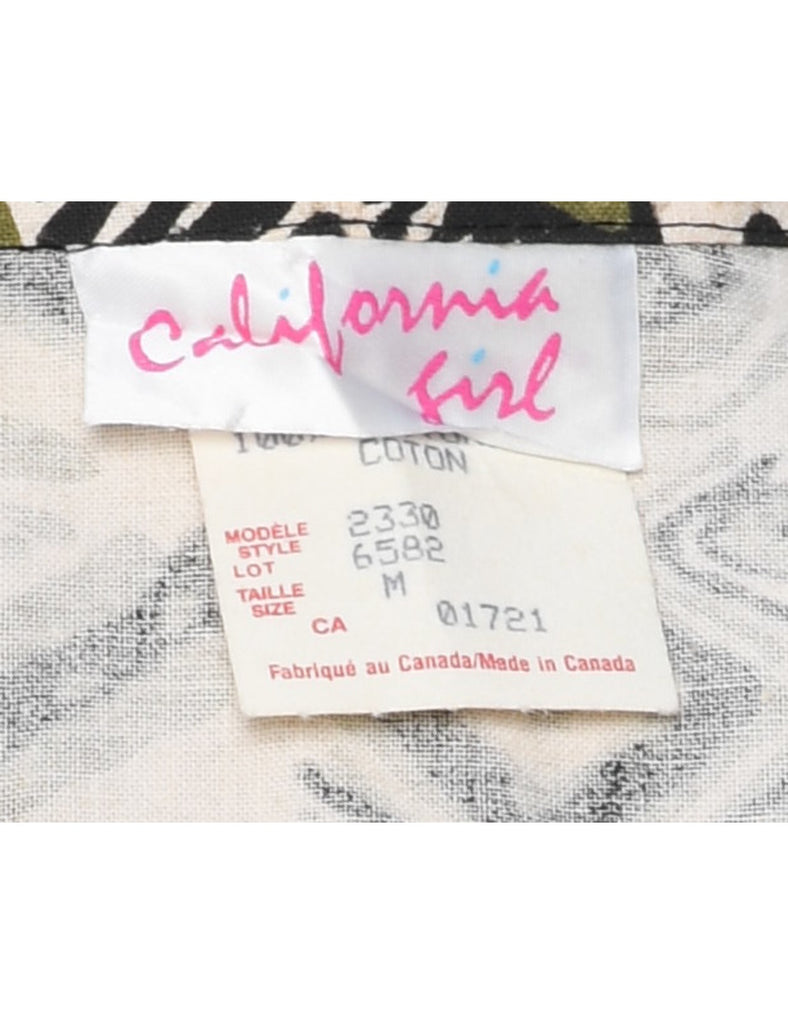 California
girl
COTON
MODÈLE 2330
STYLE 6582
LOT
TAILLE M
SIZE
CA 01721
Fabriqué au Canada/Made in Canada